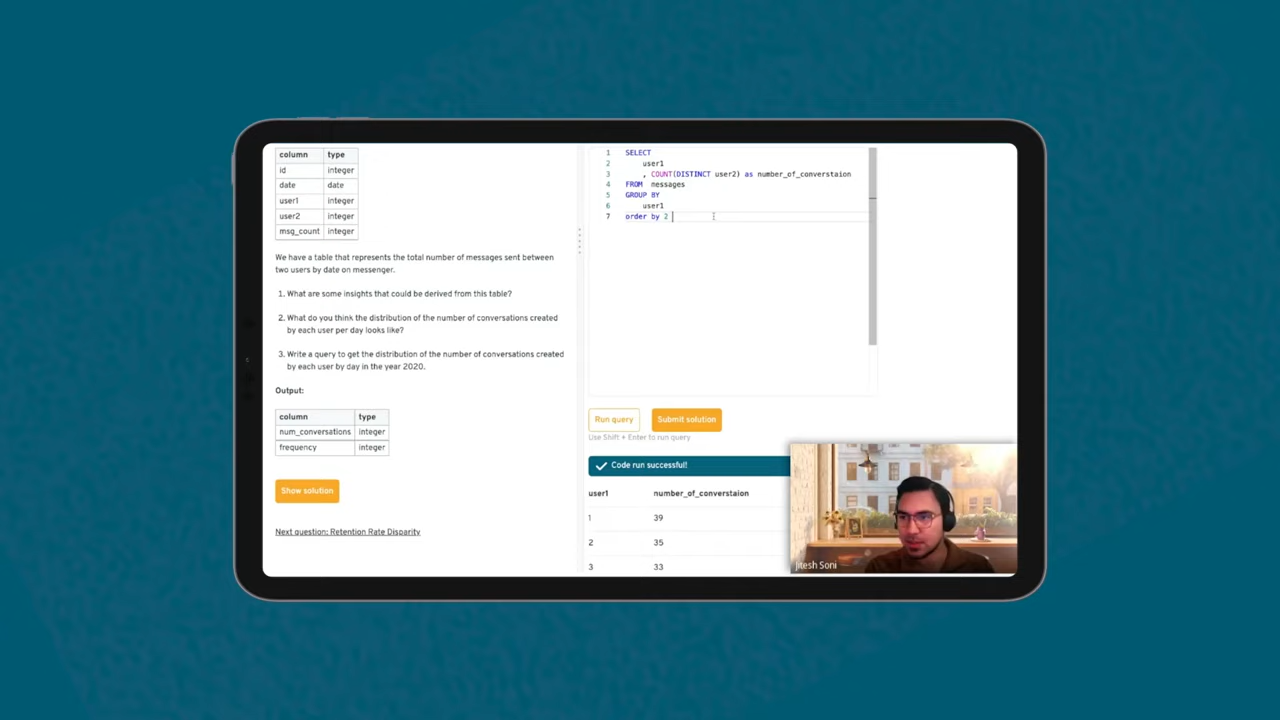 column type
id integer
date date
user1 integer
user2 integer
msg_count integer
We have a table that represents the total number of messages sent between
two users by date on messenger.
1. What are some insights that could be derived from this table?
2. What do you think the distribution of the number of conversations created
by each user per day looks like?
3. Write a query to get the distribution of the number of conversations created
by each user by day in the year 2020.
Output:
column type
num_conversations integer
frequency integer
Show solution
Next question: Retention Rate Disparity
1 SELECT
2 user1
3 , COUNT(DISTINCT user2) as number_of_converstaion
4 FROM messages
5 GROUP BY
6 user1
7 order by 2
Run query Submit solution
Use Shift + Enter to run query
Code run successful!
user1 number_of_converstaion
1 39
2 35
3 33
Jitesh Soni